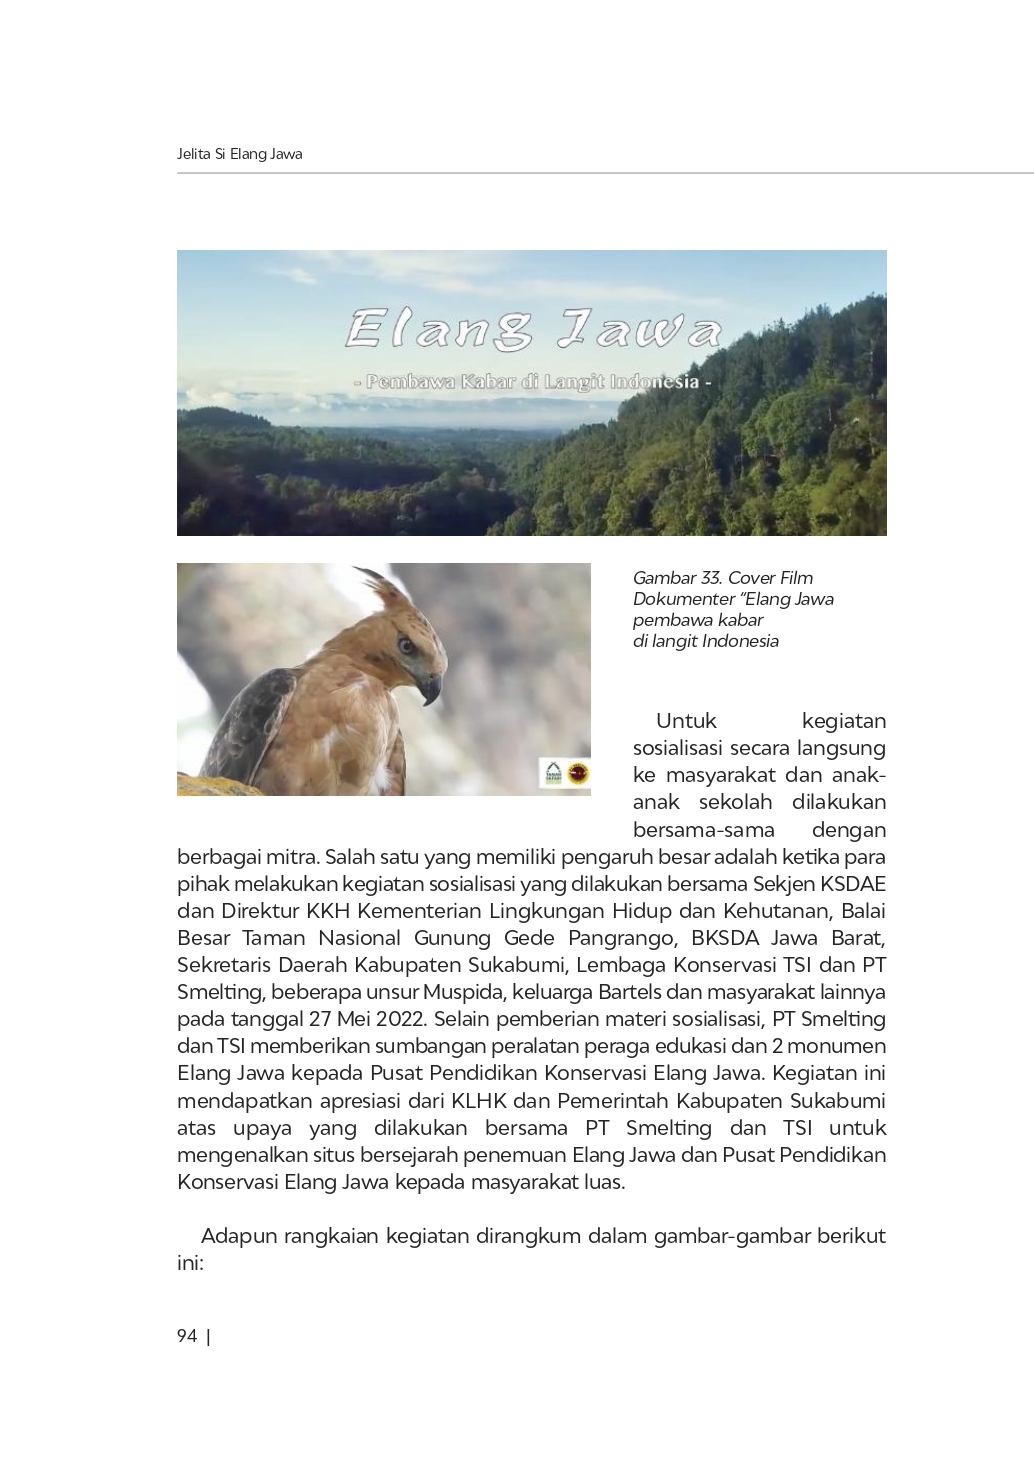 Jelita Si Elang Jawa
Elang Jawa
- Pembawa Kabar di Langit Indonesia -
TAMAN
SAFARI
Gambar 33. Cover Film
Dokumenter “Elang Jawa
pembawa kabar
di langit Indonesia
Untuk kegiatan
sosialisasi secara langsung
ke masyarakat dan anak-
anak sekolah dilakukan
bersama-sama dengan
berbagai mitra. Salah satu yang memiliki pengaruh besar adalah ketika para
pihak melakukan kegiatan sosialisasi yang dilakukan bersama Sekjen KSDAE
dan Direktur KKH Kementerian Lingkungan Hidup dan Kehutanan, Balai
Besar Taman Nasional Gunung Gede Pangrango, BKSDA Jawa Barat,
Sekretaris Daerah Kabupaten Sukabumi, Lembaga Konservasi TSI dan PT
Smelting, beberapa unsur Muspida, keluarga Bartels dan masyarakat lainnya
pada tanggal 27 Mei 2022. Selain pemberian materi sosialisasi, PT Smelting
dan TSI memberikan sumbangan peralatan peraga edukasi dan 2 monumen
Elang Jawa kepada Pusat Pendidikan Konservasi Elang Jawa. Kegiatan ini
mendapatkan apresiasi dari KLHK dan Pemerintah Kabupaten Sukabumi
atas upaya yang dilakukan bersama PT Smelting dan TSI untuk
mengenalkan situs bersejarah penemuan Elang Jawa dan Pusat Pendidikan
Konservasi Elang Jawa kepada masyarakat luas.
Adapun rangkaian kegiatan dirangkum dalam gambar-gambar berikut
ini:
94 |